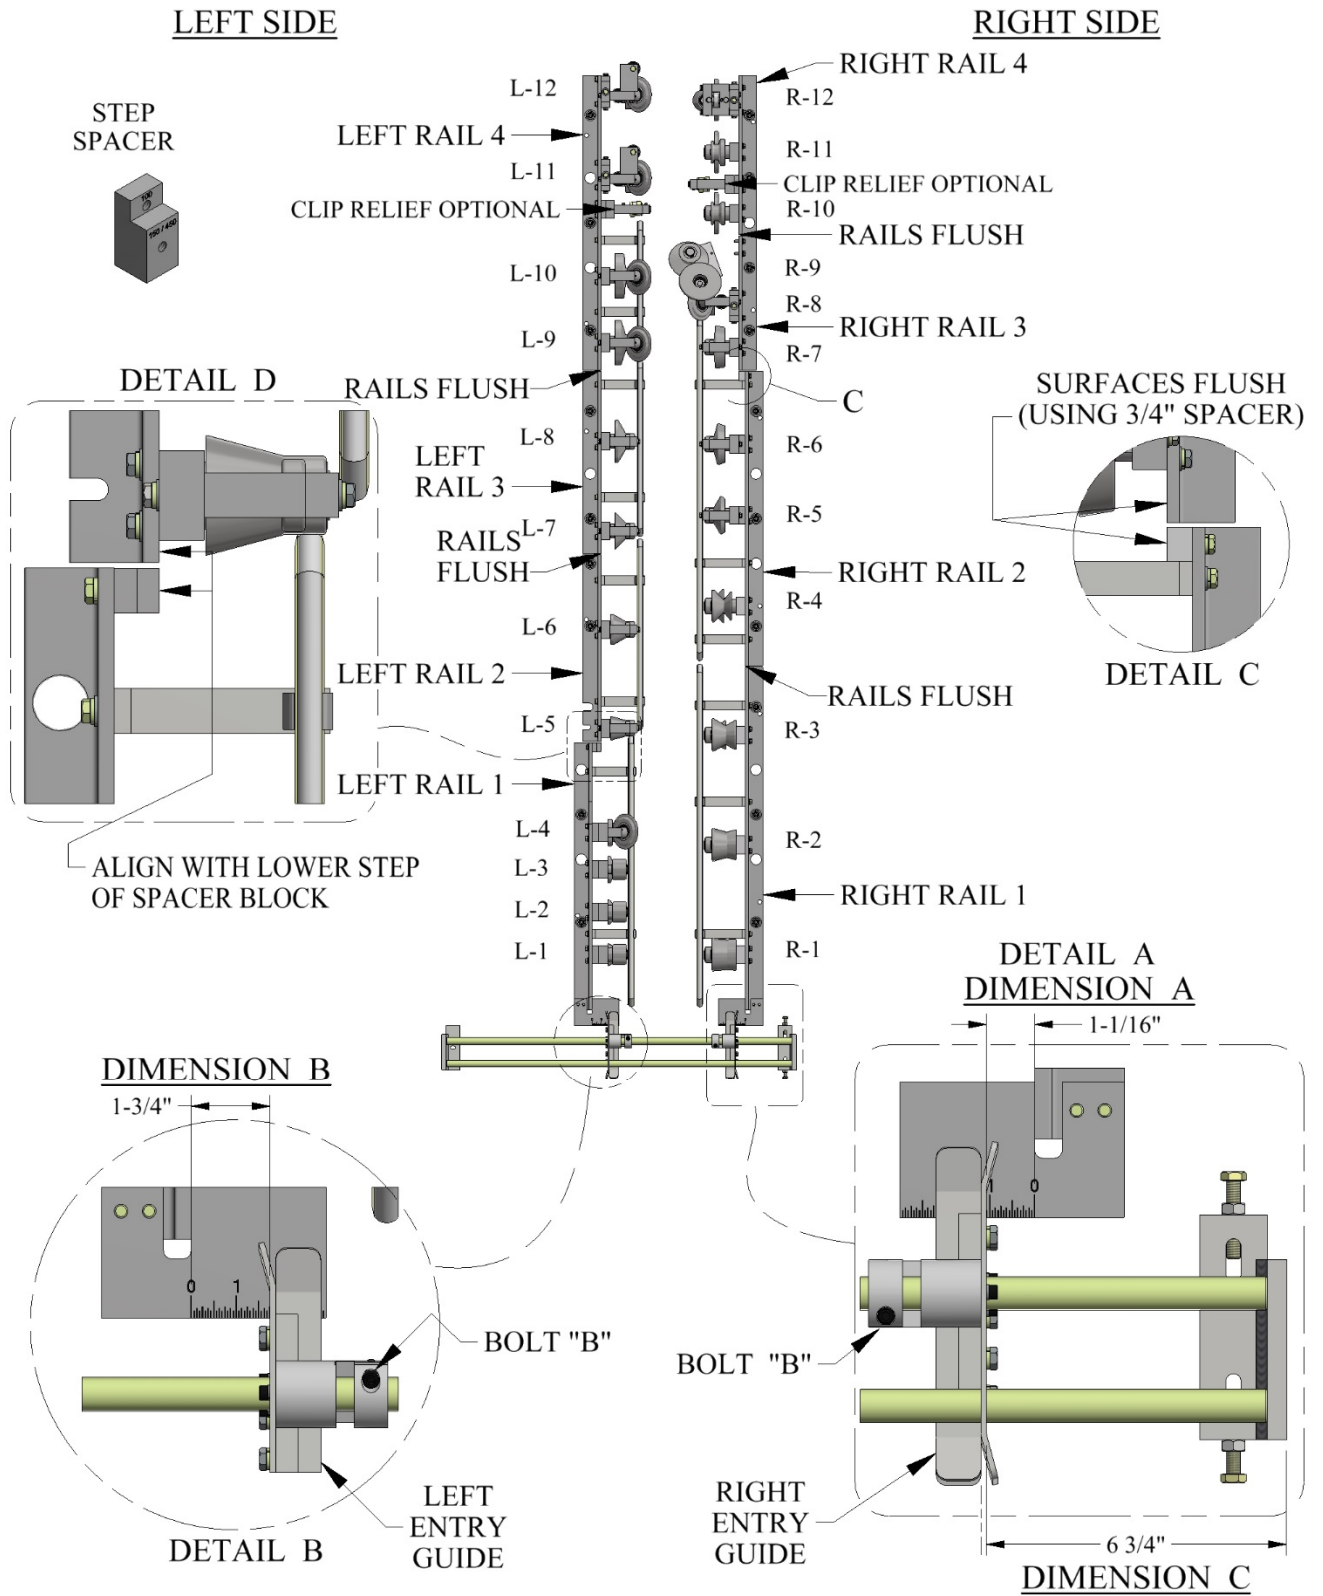 LEFT SIDE
RIGHT SIDE
STEP
SPACER
100
150 / 450
L-12
LEFT RAIL 4
L-11
CLIP RELIEF OPTIONAL
L-10
L-9
RAILS FLUSH
L-8
LEFT
RAIL 3
L-7
RAILS
FLUSH
L-6
LEFT RAIL 2
L-5
LEFT RAIL 1
L-4
L-3
L-2
L-1
RIGHT RAIL 4
R-12
R-11
CLIP RELIEF OPTIONAL
R-10
RAILS FLUSH
R-9
R-8
RIGHT RAIL 3
R-7
C
R-6
R-5
RIGHT RAIL 2
R-4
RAILS FLUSH
R-3
R-2
RIGHT RAIL 1
R-1
DETAIL D
ALIGN WITH LOWER STEP
OF SPACER BLOCK
SURFACES FLUSH
(USING 3/4" SPACER)
DETAIL C
DIMENSION B
1-3/4"
0 1
BOLT "B"
LEFT
ENTRY
GUIDE
DETAIL B
DETAIL A
DIMENSION A
1-1/16"
1 0
BOLT "B"
RIGHT
ENTRY
GUIDE
6 3/4"
DIMENSION C